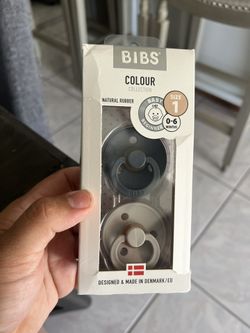 BIBS
COLOUR
COLLECTION
NATURAL RUBBER
SIZE
1
0-6
MONTHS
DESIGNED & MADE IN DENMARK/EU